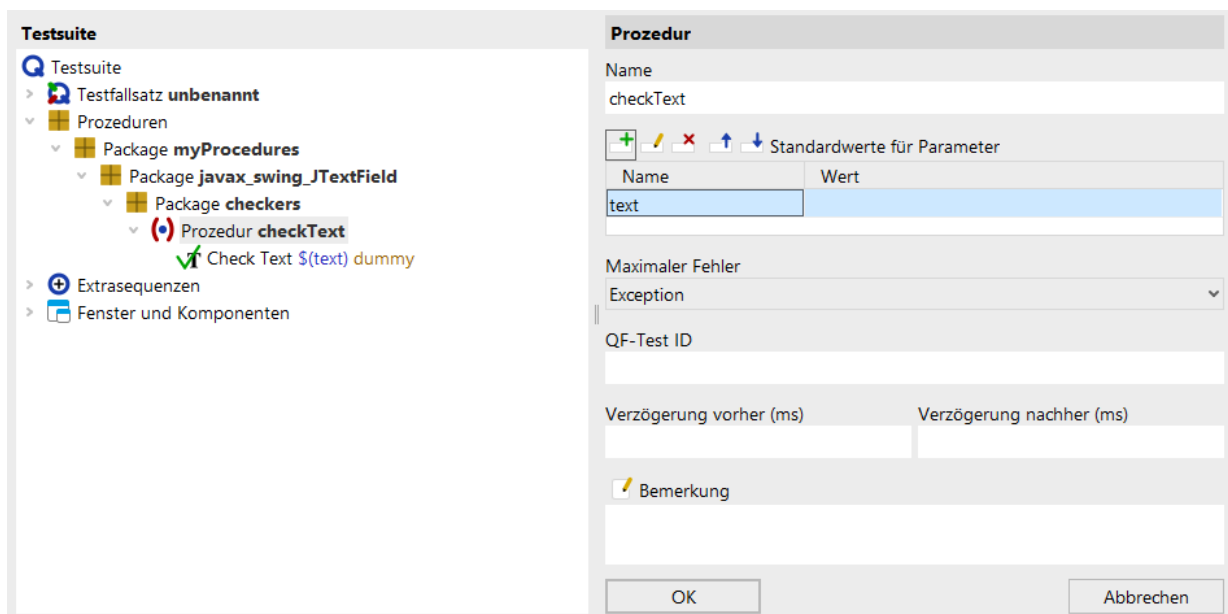 Testsuite
Testsuite
Testfallsatz unbenannt
Prozeduren
Package myProcedures
Package javax_swing_JTextField
Package checkers
Prozedur checkText
Check Text $(text) dummy
Extrasequenzen
Fenster und Komponenten
Prozedur
Name
checkText
Standardwerte für Parameter
Name Wert
text
Maximaler Fehler
Exception
QF-Test ID
Verzögerung vorher (ms) Verzögerung nachher (ms)
Bemerkung
OK Abbrechen